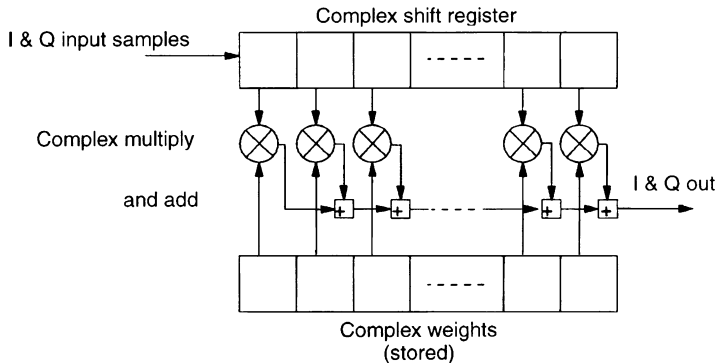 Complex shift register
I & Q input samples
Complex multiply
and add
+
+
+
+
I & Q out
Complex weights
(stored)